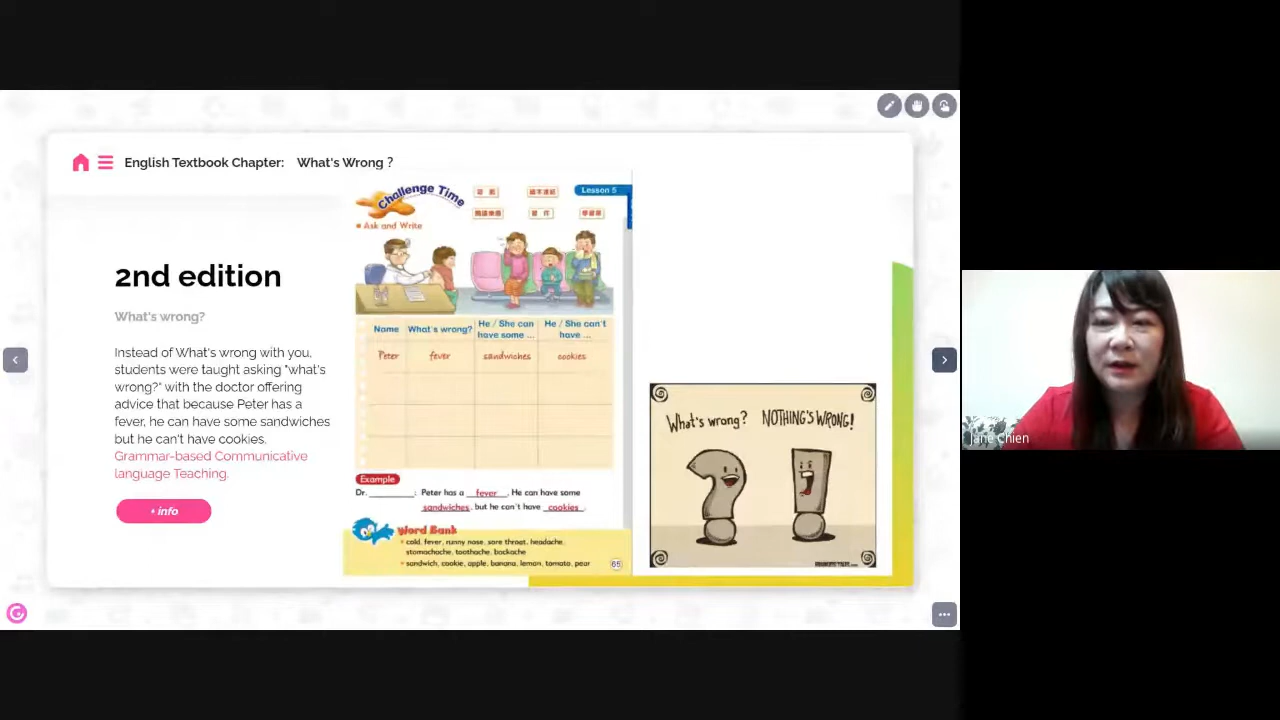 English Textbook Chapter: What's Wrong ?
2nd edition
What's wrong?
Instead of What's wrong with you,
students were taught asking "what's
wrong?" with the doctor offering
advice that because Peter has a
fever, he can have some sandwiches
but he can't have cookies.
Grammar-based Communicative
language Teaching.
+ info
Challenge Time
Lesson 5
Ask and Write
Name What's wrong? He / She can have some ... He / She can't have ...
Peter fever sandwiches cookies
Example
Dr. __________: Peter has a fever. He can have some
sandwiches, but he can't have cookies.
Word Bank
cold, fever, runny nose, sore throat, headache,
stomachache, toothache, backache
sandwich, cookie, apple, banana, lemon, tomato, pear
65
What's wrong? NOTHING'S WRONG!
Jane Chien